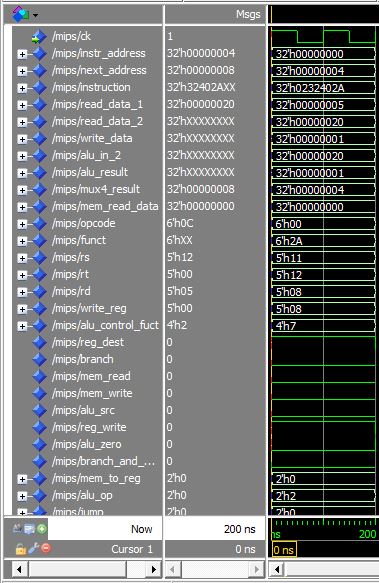 Msgs
/mips/ck 1
/mips/instr_address 32'h00000004 32'h00000000
/mips/next_address 32'h00000008 32'h00000004
/mips/instruction 32'h32402AXX 32'h0232402A
/mips/read_data_1 32'h00000020 32'h00000005
/mips/read_data_2 32'hXXXXXXXX 32'h00000020
/mips/write_data 32'hXXXXXXXX 32'h00000001
/mips/alu_in_2 32'hXXXXXXXX 32'h00000020
/mips/alu_result 32'hXXXXXXXX 32'h00000001
/mips/mux4_result 32'h00000008 32'h00000004
/mips/mem_read_data 32'h00000000 32'h00000000
/mips/opcode 6'h0C 6'h00
/mips/funct 6'hXX 6'h2A
/mips/rs 5'h12 5'h11
/mips/rt 5'h00 5'h12
/mips/rd 5'h05 5'h08
/mips/write_reg 5'h00 5'h08
/mips/alu_control_fuct 4'h2 4'h7
/mips/reg_dest 0
/mips/branch 0
/mips/mem_read 0
/mips/mem_write 0
/mips/alu_src 0
/mips/reg_write 0
/mips/alu_zero 0
/mips/branch_and_... 0
/mips/mem_to_reg 2'h0 2'h0
/mips/alu_op 2'h0 2'h2
/mips/jump 2'h0 2'h0
Now 200 ns ns 200
Cursor 1 0 ns 0 ns